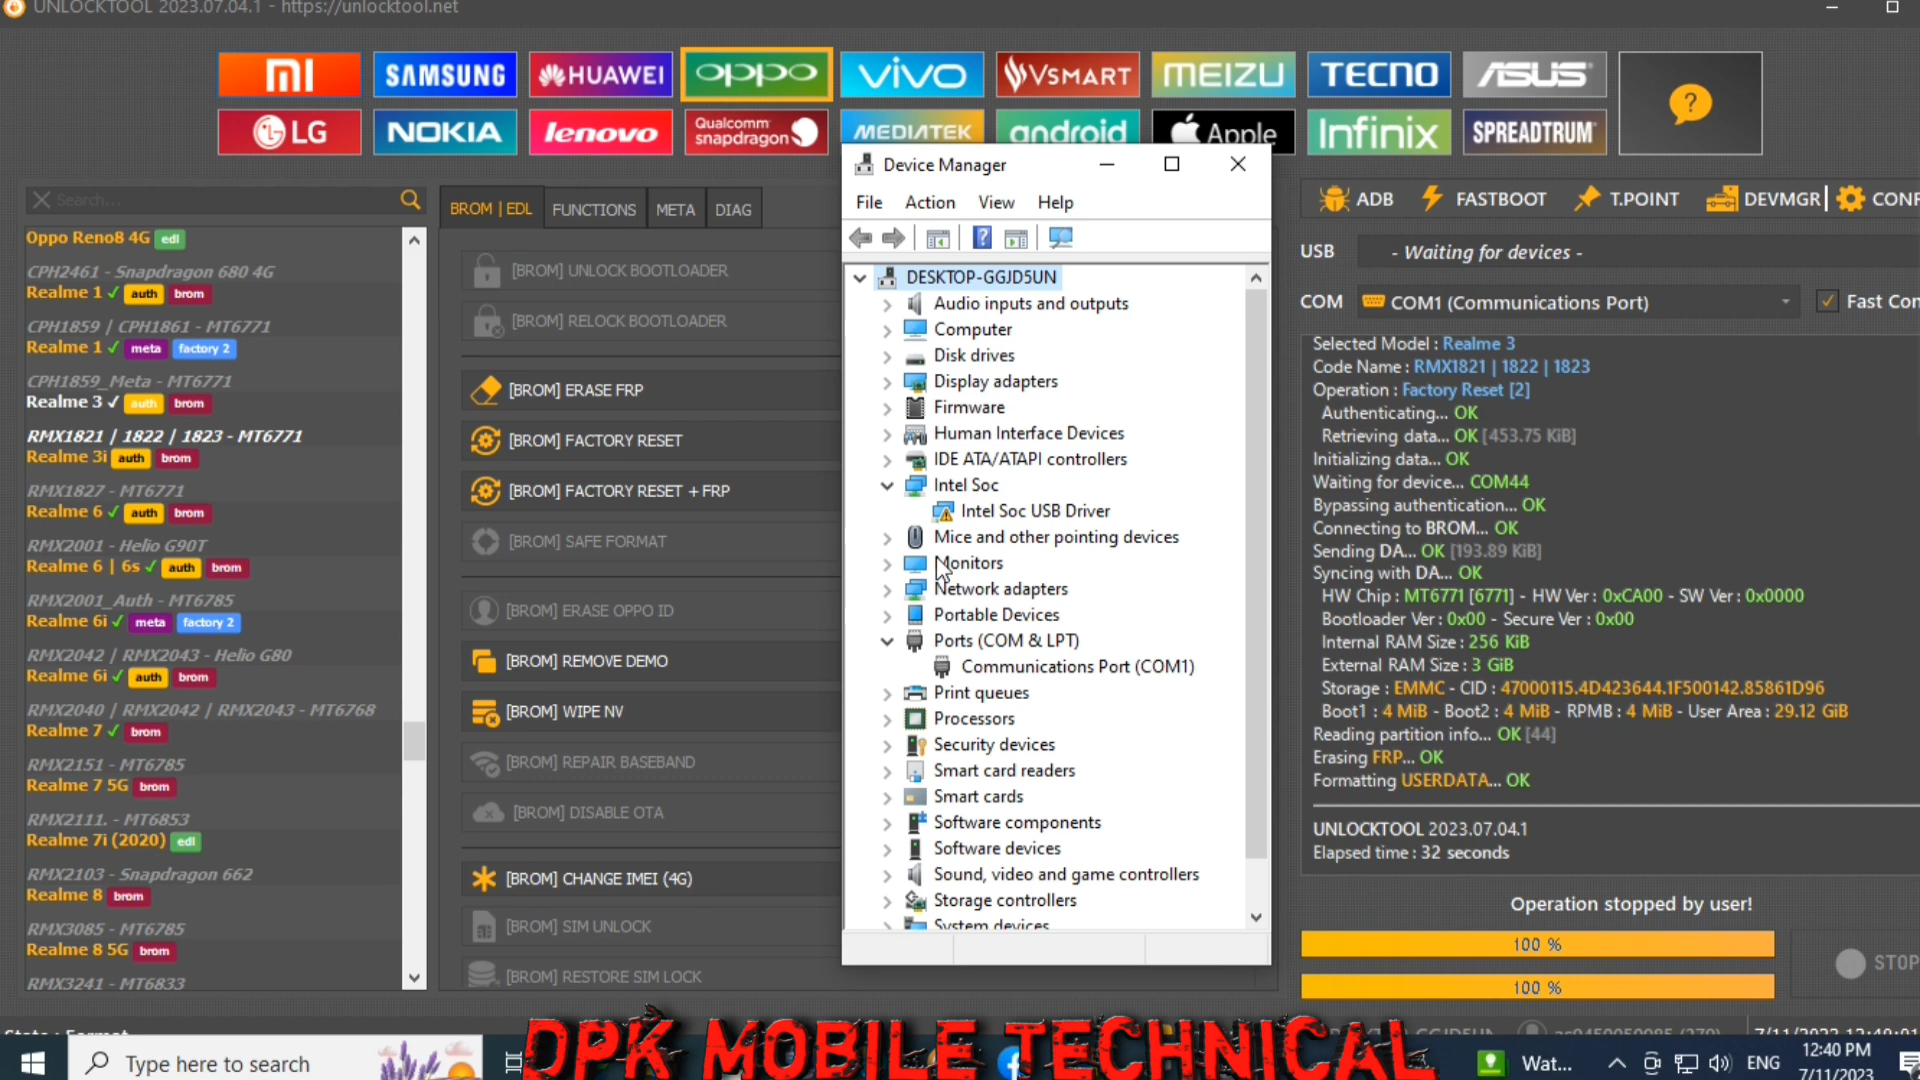 UNLOCKTOOL 2023.07.04.1 - https://unlocktool.net
mi
SAMSUNG
HUAWEI
oppo
vivo
VSMART
MEIZU
TECNO
ASUS
?
LG
NOKIA
lenovo
Qualcomm
snapdragon
MEDIATEK
android
Apple
Infinix
SPREADTRUM
Search...
Oppo Reno8 4G edl
CPH2461 - Snapdragon 680 4G
Realme 1 ✓ auth brom
CPH1859 / CPH1861 - MT6771
Realme 1 ✓ meta factory 2
CPH1859_Meta - MT6771
Realme 3 ✓ auth brom
RMX1821 / 1822 / 1823 - MT6771
Realme 3i auth brom
RMX1827 - MT6771
Realme 6 ✓ auth brom
RMX2001 - Helio G90T
Realme 6 | 6s ✓ auth brom
RMX2001_Auth - MT6785
Realme 6i ✓ meta factory 2
RMX2042 / RMX2043 - Helio G80
Realme 6i ✓ auth brom
RMX2040 / RMX2042 / RMX2043 - MT6768
Realme 7 ✓ brom
RMX2151 - MT6785
Realme 7 5G brom
RMX2111. - MT6853
Realme 7i (2020) edl
RMX2103 - Snapdragon 662
Realme 8 brom
RMX3085 - MT6785
Realme 8 5G brom
RMX3241 - MT6833
BROM | EDL FUNCTIONS META DIAG
[BROM] UNLOCK BOOTLOADER
[BROM] RELOCK BOOTLOADER
[BROM] ERASE FRP
[BROM] FACTORY RESET
[BROM] FACTORY RESET + FRP
[BROM] SAFE FORMAT
[BROM] ERASE OPPO ID
[BROM] REMOVE DEMO
[BROM] WIPE NV
[BROM] REPAIR BASEBAND
[BROM] DISABLE OTA
[BROM] CHANGE IMEI (4G)
[BROM] SIM UNLOCK
[BROM] RESTORE SIM LOCK
Device Manager
File Action View Help
DESKTOP-GGJD5UN
Audio inputs and outputs
Computer
Disk drives
Display adapters
Firmware
Human Interface Devices
IDE ATA/ATAPI controllers
Intel Soc
Intel Soc USB Driver
Mice and other pointing devices
Monitors
Network adapters
Portable Devices
Ports (COM & LPT)
Communications Port (COM1)
Print queues
Processors
Security devices
Smart card readers
Smart cards
Software components
Software devices
Sound, video and game controllers
Storage controllers
System devices
ADB FASTBOOT T.POINT DEVMGR CONF
USB - Waiting for devices -
COM COM1 (Communications Port) Fast Con
Selected Model : Realme 3
Code Name : RMX1821 | 1822 | 1823
Operation : Factory Reset [2]
Authenticating... OK
Retrieving data... OK [453.75 KiB]
Initializing data... OK
Waiting for device... COM44
Bypassing authentication... OK
Connecting to BROM... OK
Sending DA... OK [193.89 KiB]
Syncing with DA... OK
HW Chip : MT6771 [6771] - HW Ver : 0xCA00 - SW Ver : 0x0000
Bootloader Ver : 0x00 - Secure Ver : 0x00
Internal RAM Size : 256 KiB
External RAM Size : 3 GiB
Storage : EMMC - CID : 47000115.4D423644.1F500142.85861D96
Boot1 : 4 MiB - Boot2 : 4 MiB - RPMB : 4 MiB - User Area : 29.12 GiB
Reading partition info... OK [44]
Erasing FRP... OK
Formatting USERDATA... OK
UNLOCKTOOL 2023.07.04.1
Elapsed time : 32 seconds
Operation stopped by user!
100 %
100 %
STOP
DPK MOBILE TECHNICAL
Type here to search
Wat...
ENG
12:40 PM
7/11/2023